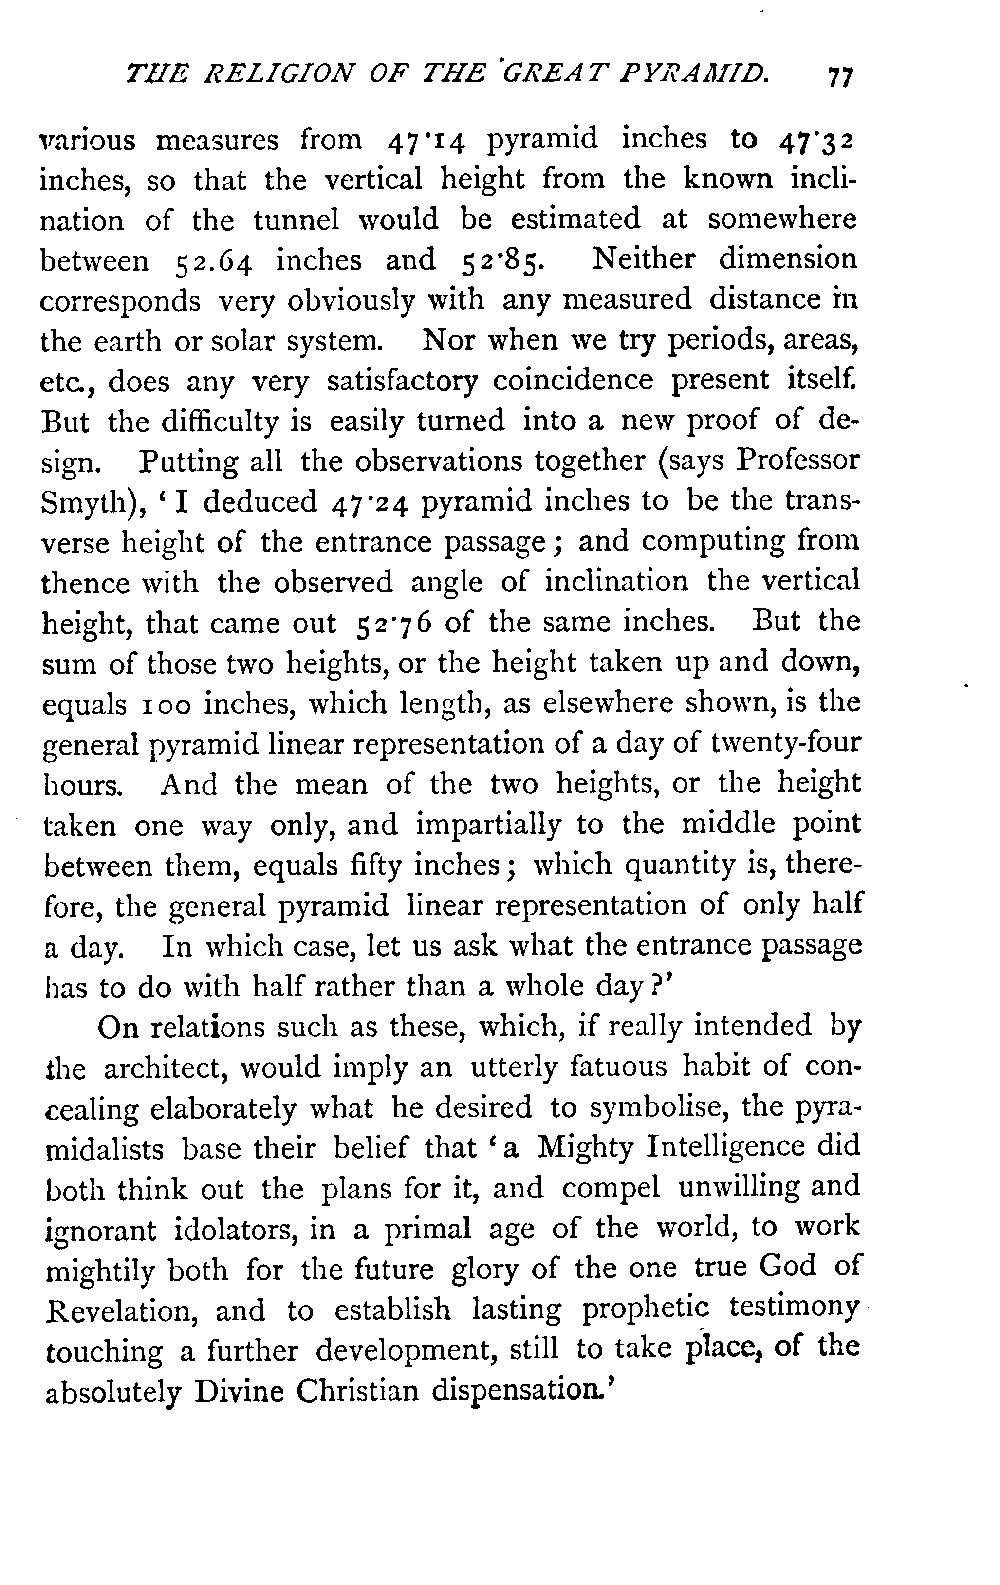 THE RELIGION OF THE GREAT PYRAMID. 77
various measures from 47·14 pyramid inches to 47·32
inches, so that the vertical height from the known incli-
nation of the tunnel would be estimated at somewhere
between 52.64 inches and 52·85. Neither dimension
corresponds very obviously with any measured distance in
the earth or solar system. Nor when we try periods, areas,
etc., does any very satisfactory coincidence present itself.
But the difficulty is easily turned into a new proof of de-
sign. Putting all the observations together (says Professor
Smyth), ‘ I deduced 47·24 pyramid inches to be the trans-
verse height of the entrance passage ; and computing from
thence with the observed angle of inclination the vertical
height, that came out 52·76 of the same inches. But the
sum of those two heights, or the height taken up and down,
equals 100 inches, which length, as elsewhere shown, is the
general pyramid linear representation of a day of twenty-four
hours. And the mean of the two heights, or the height
taken one way only, and impartially to the middle point
between them, equals fifty inches ; which quantity is, there-
fore, the general pyramid linear representation of only half
a day. In which case, let us ask what the entrance passage
has to do with half rather than a whole day ?’
On relations such as these, which, if really intended by
the architect, would imply an utterly fatuous habit of con-
cealing elaborately what he desired to symbolise, the pyra-
midalists base their belief that ‘ a Mighty Intelligence did
both think out the plans for it, and compel unwilling and
ignorant idolators, in a primal age of the world, to work
mightily both for the future glory of the one true God of
Revelation, and to establish lasting prophetic testimony
touching a further development, still to take place, of the
absolutely Divine Christian dispensation.’